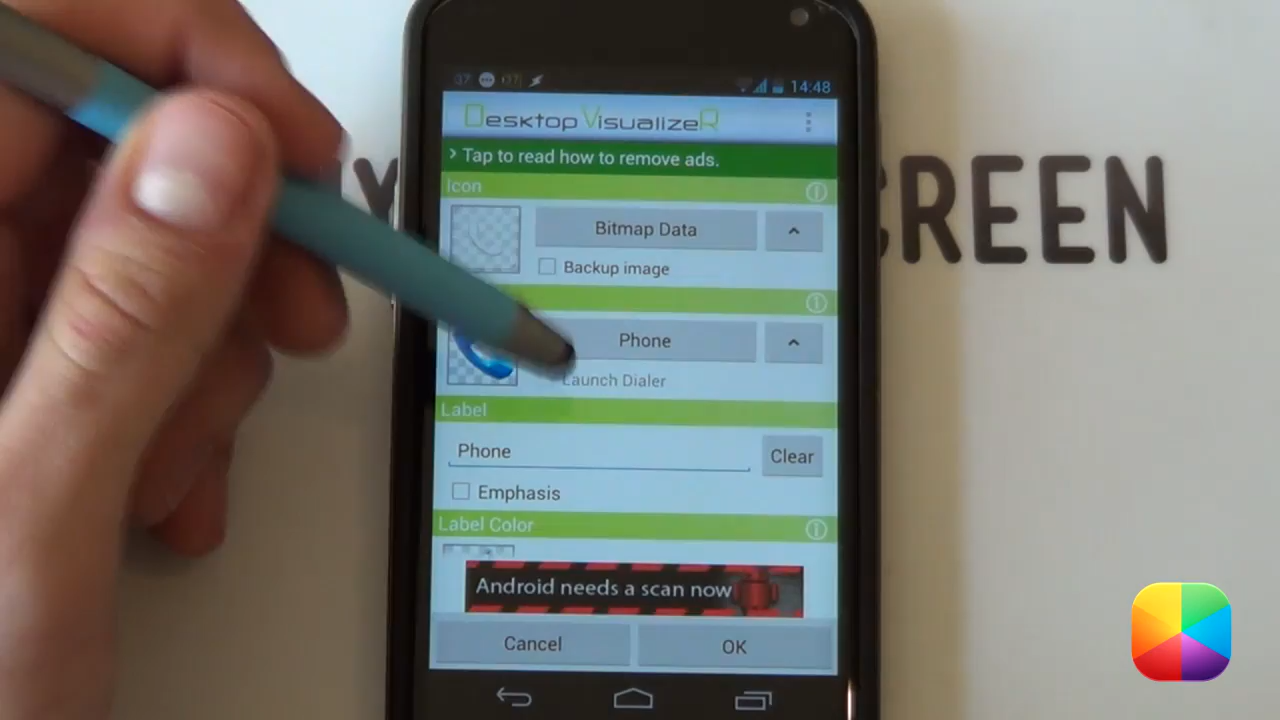 14:48
Desktop VisualizeR
> Tap to read how to remove ads.
Icon
Bitmap Data
Backup image
Phone
Launch Dialer
Label
Phone
Clear
Emphasis
Label Color
Android needs a scan now
Cancel
OK
CREEN